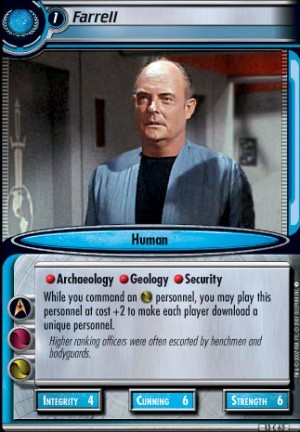 1 Farrell
Human
Archaeology Geology Security
While you command an personnel, you may play this
personnel at cost +2 to make each player download a
unique personnel.
Higher ranking officers were often escorted by henchmen and
bodyguards.
INTEGRITY 4 CUNNING 6 STRENGTH 6
13 C 62